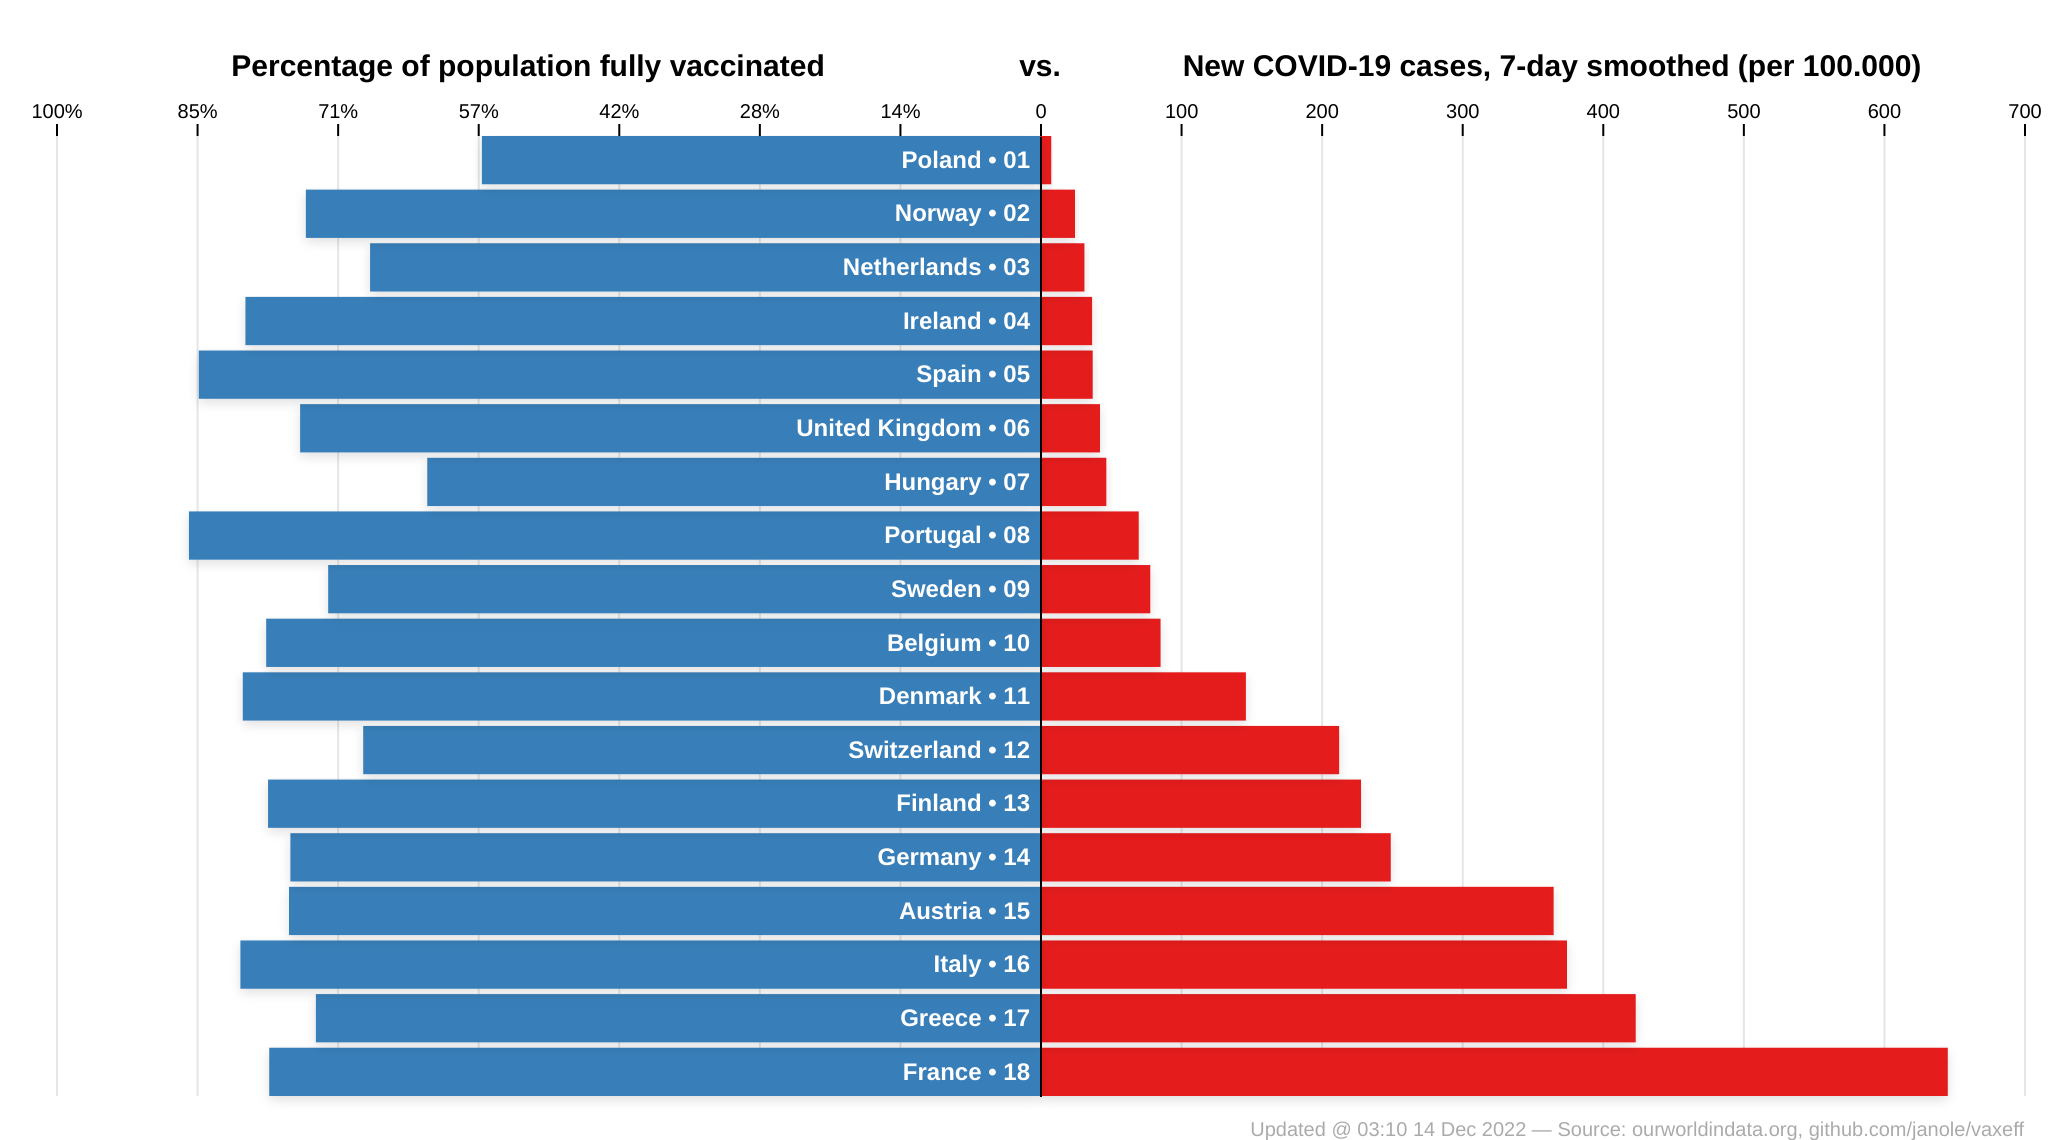 Percentage of population fully vaccinated vs. New COVID-19 cases, 7-day smoothed (per 100.000)
100% 85% 71% 57% 42% 28% 14% 0 100 200 300 400 500 600 700
Poland • 01
Norway • 02
Netherlands • 03
Ireland • 04
Spain • 05
United Kingdom • 06
Hungary • 07
Portugal • 08
Sweden • 09
Belgium • 10
Denmark • 11
Switzerland • 12
Finland • 13
Germany • 14
Austria • 15
Italy • 16
Greece • 17
France • 18
Updated @ 03:10 14 Dec 2022 — Source: ourworldindata.org, github.com/janole/vaxeff